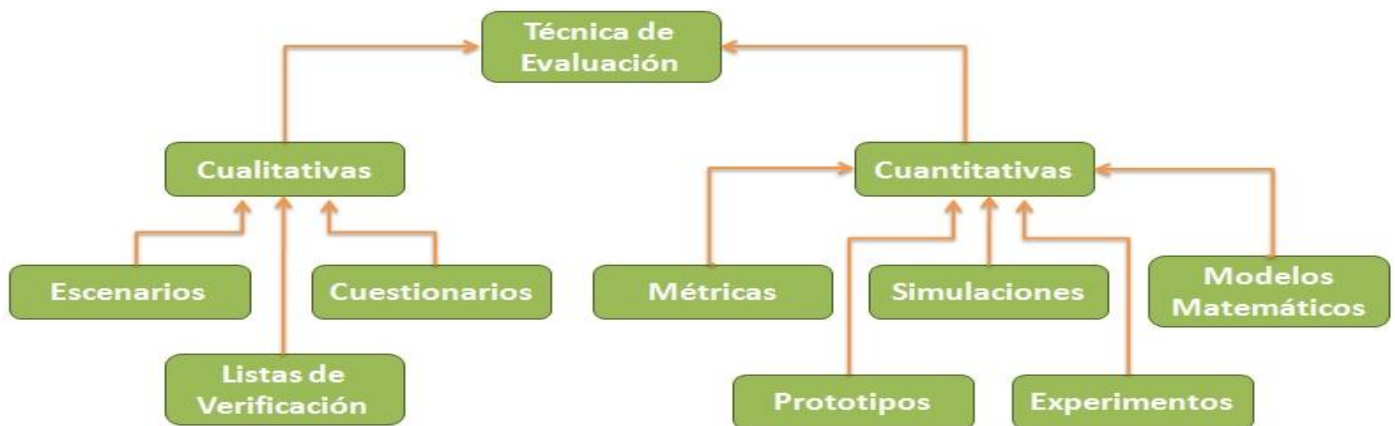 Técnica de
Evaluación
Cualitativas
Cuantitativas
Escenarios
Cuestionarios
Métricas
Simulaciones
Modelos
Matemáticos
Listas de
Verificación
Prototipos
Experimentos